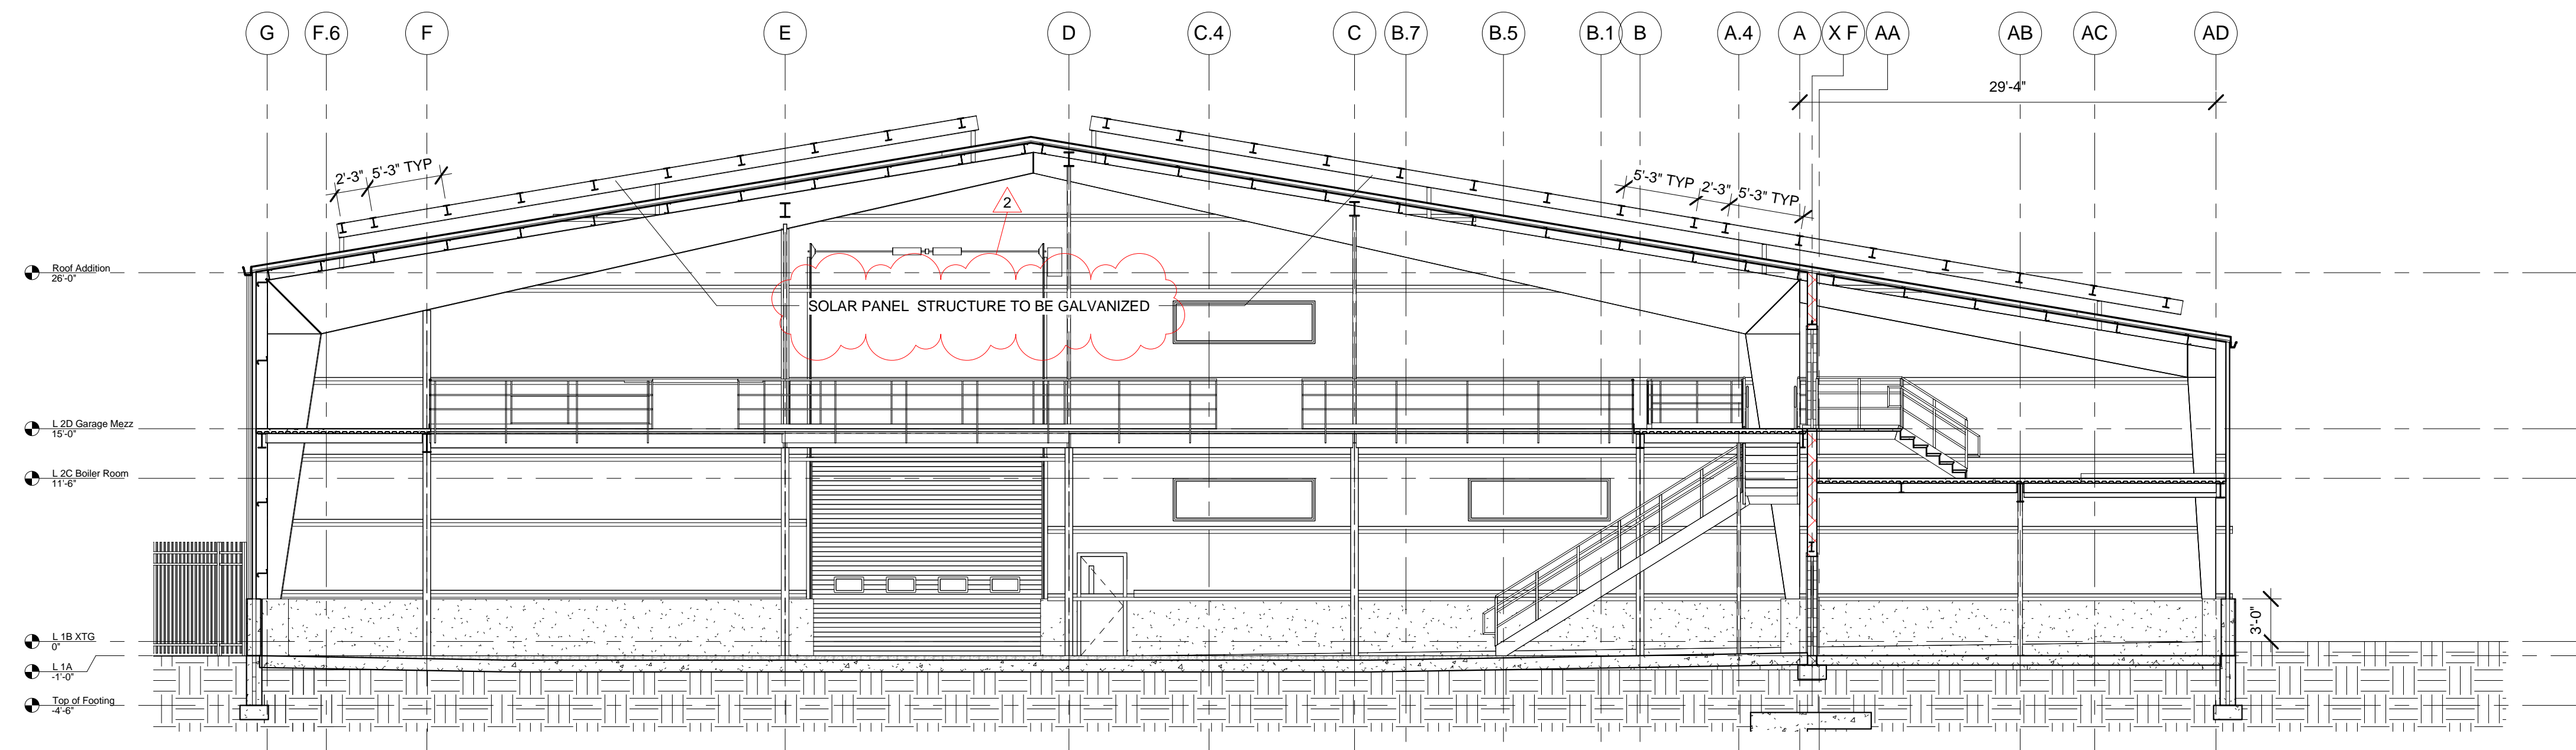 G F.6 F E D C.4 C B.7 B.5 B.1 B A.4 A X F AA AB AC AD
29'-4"
2'-3" 5'-3" TYP
5'-3" TYP 2'-3" 5'-3" TYP
2
Roof Addition
26'-0"
SOLAR PANEL STRUCTURE TO BE GALVANIZED
L 2D Garage Mezz
15'-0"
L 2C Boiler Room
11'-6"
3'-0"
L 1B XTG
0"
L 1A
-1'-0"
Top of Footing
-4'-6"